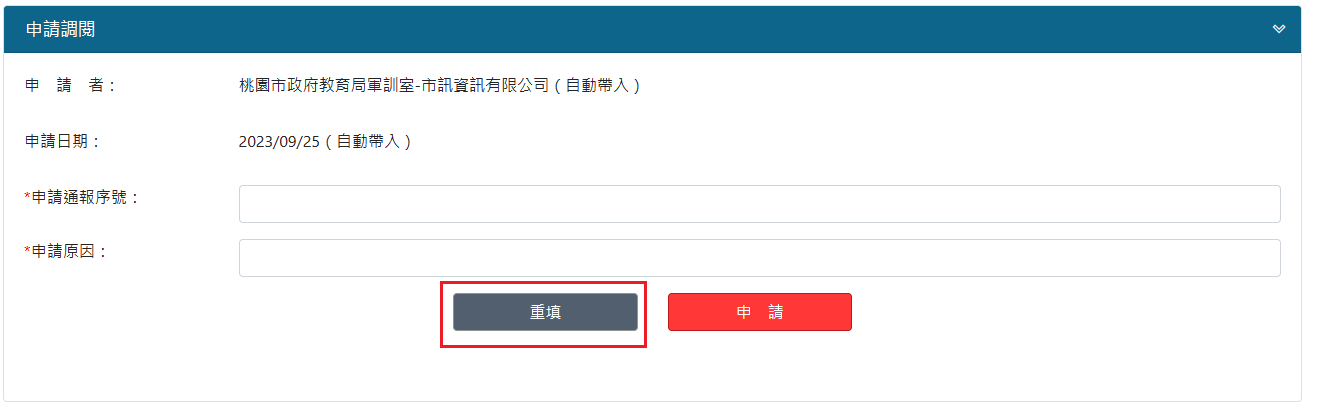 申請調閱
申　請　者：
桃園市政府教育局軍訓室-市訊資訊有限公司 ( 自動帶入 )
申請日期：
2023/09/25 ( 自動帶入 )
*申請通報序號：
*申請原因：
重填
申　請